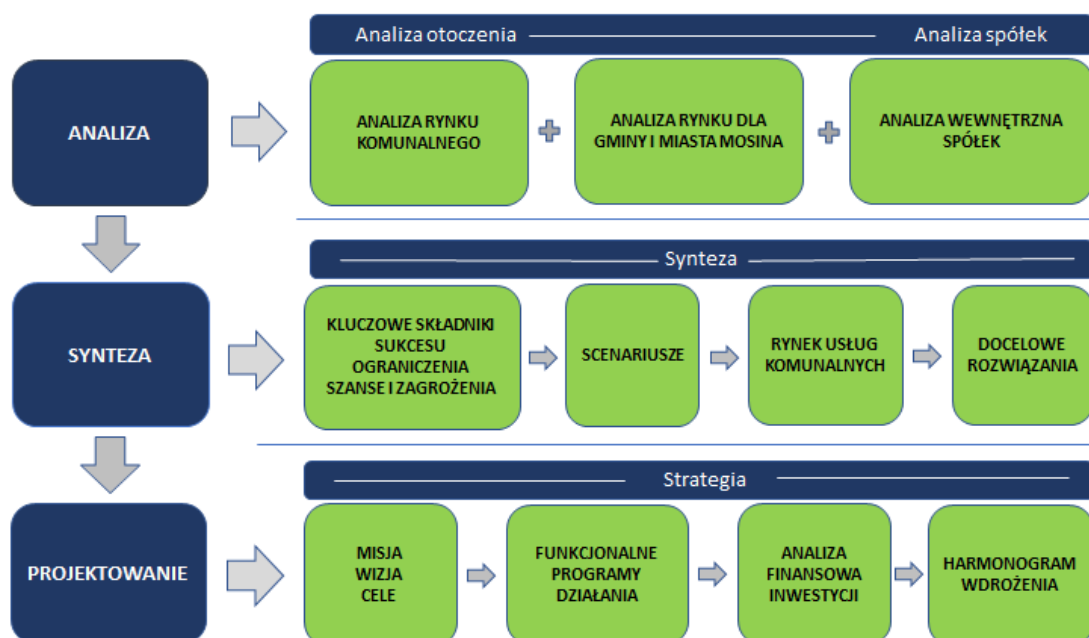 Analiza otoczenia
Analiza spółek
ANALIZA
ANALIZA RYNKU
KOMUNALNEGO
ANALIZA RYNKU DLA
GMINY I MIASTA MOSINA
ANALIZA WEWNĘTRZNA
SPÓŁEK
Synteza
SYNTEZA
KLUCZOWE SKŁADNIKI
SUKCESU
OGRANICZENIA
SZANSE I ZAGROŻENIA
SCENARIUSZE
RYNEK USŁUG
KOMUNALNYCH
DOCELOWE
ROZWIĄZANIA
Strategia
PROJEKTOWANIE
MISJA
WIZJA
CELE
FUNKCJONALNE
PROGRAMY
DZIAŁANIA
ANALIZA
FINANSOWA
INWESTYCJI
HARMONOGRAM
WDROŻENIA